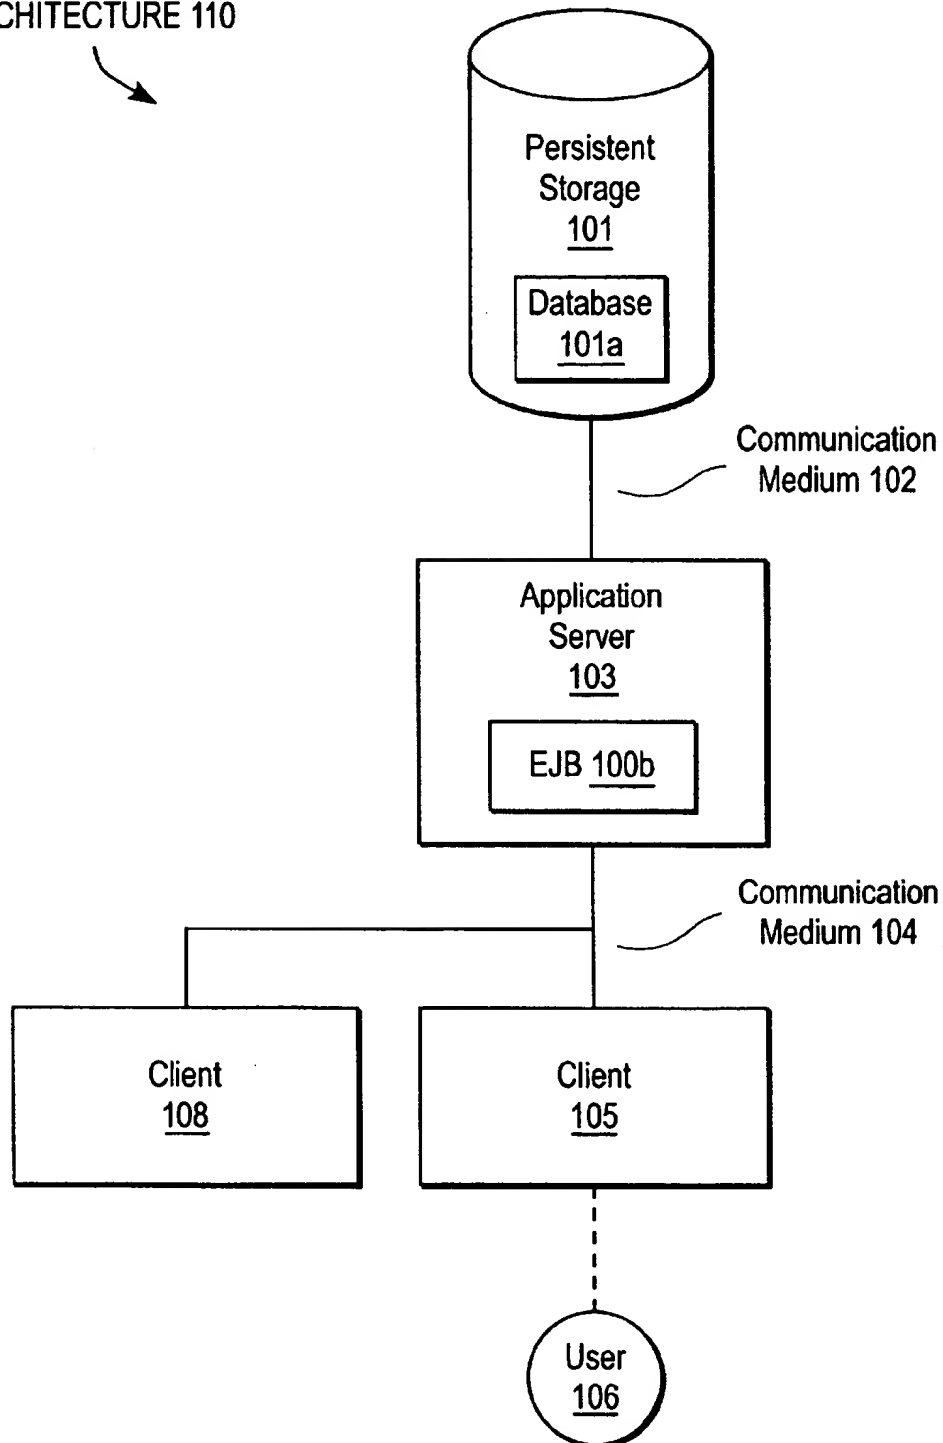 CHITECTURE 110
Persistent
Storage
101
Database
101a
Communication
Medium 102
Application
Server
103
EJB 100b
Communication
Medium 104
Client
108
Client
105
User
106